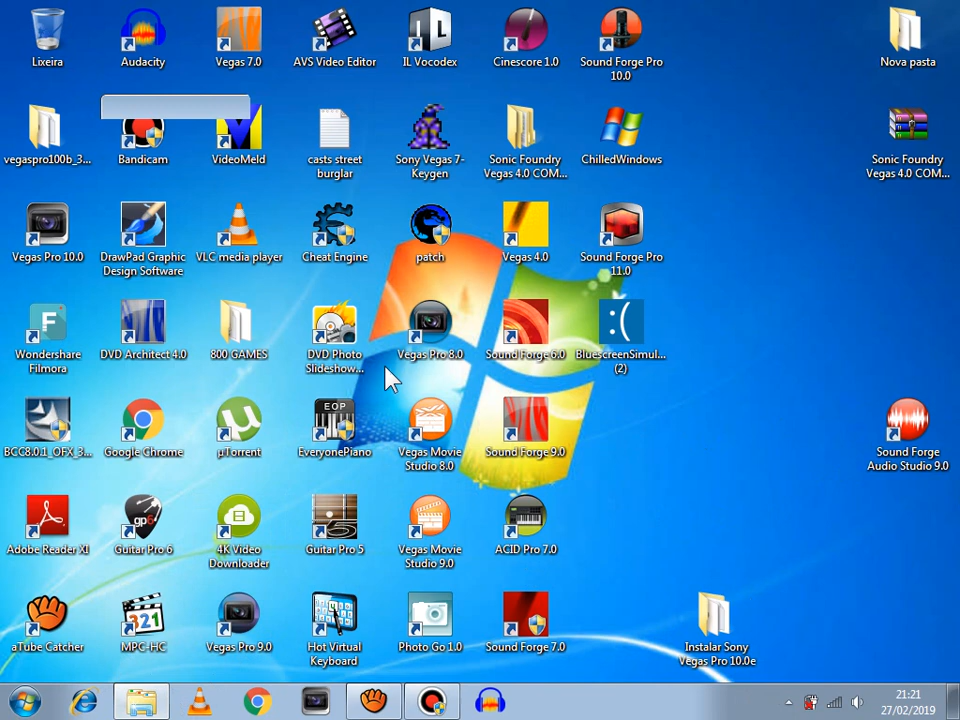 Lixeira
Audacity
Vegas 7.0
AVS Video Editor
IL Vocodex
Cinescore 1.0
Sound Forge Pro
10.0
Nova pasta
vegaspro100b_3...
Bandicam
VideoMeld
casts street
burglar
Sony Vegas 7-
Keygen
Sonic Foundry
Vegas 4.0 COM...
ChilledWindows
Sonic Foundry
Vegas 4.0 COM...
Vegas Pro 10.0
DrawPad Graphic
Design Software
VLC media player
Cheat Engine
patch
Vegas 4.0
Sound Forge Pro
11.0
Wondershare
Filmora
DVD Architect 4.0
800 GAMES
DVD Photo
Slideshow...
Vegas Pro 8.0
Sound Forge 6.0
:(
BluescreenSimul...
(2)
BCC8.0.1_OFX_3...
Google Chrome
µTorrent
EOP
EveryonePiano
Vegas Movie
Studio 8.0
Sound Forge 9.0
Sound Forge
Audio Studio 9.0
Adobe Reader XI
gp6
Guitar Pro 6
4K Video
Downloader
5
Guitar Pro 5
Vegas Movie
Studio 9.0
ACID Pro 7.0
aTube Catcher
321
MPC-HC
Vegas Pro 9.0
Hot Virtual
Keyboard
Photo Go 1.0
Sound Forge 7.0
Instalar Sony
Vegas Pro 10.0e
21:21
27/02/2019